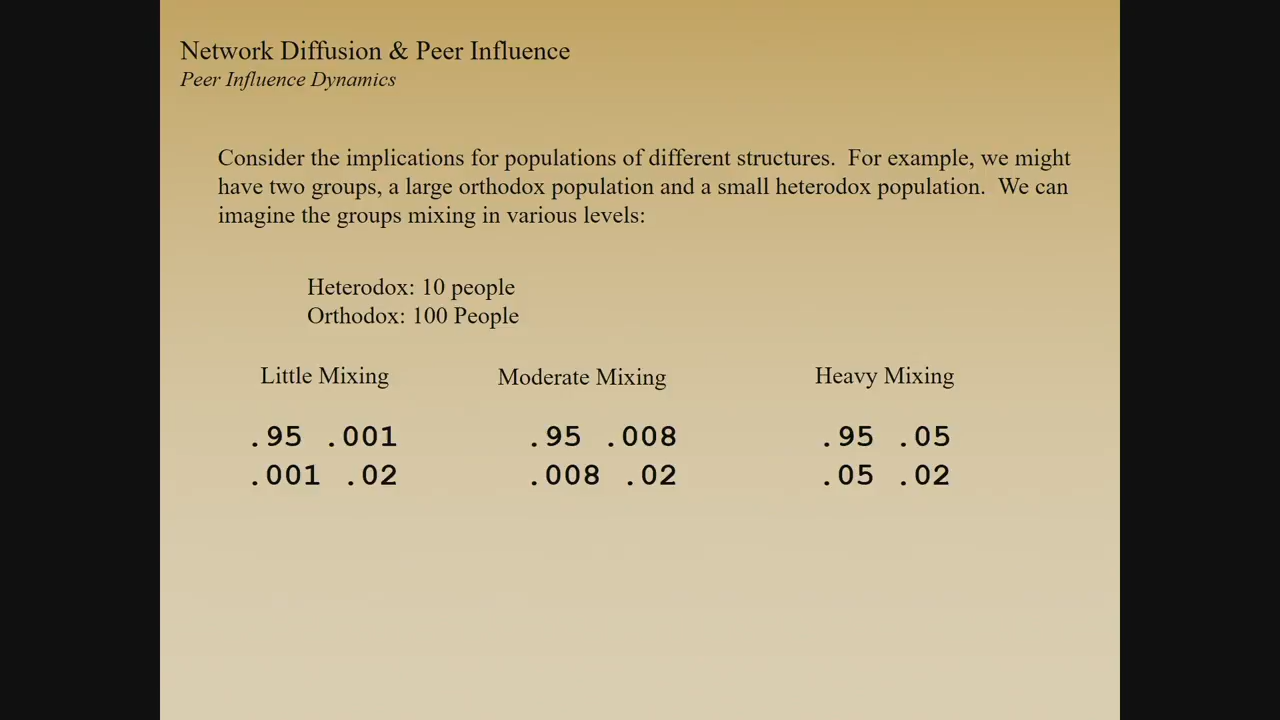 Network Diffusion & Peer Influence
Peer Influence Dynamics
Consider the implications for populations of different structures.  For example, we might
have two groups, a large orthodox population and a small heterodox population.  We can
imagine the groups mixing in various levels:
Heterodox: 10 people
Orthodox: 100 People
Little Mixing
.95 .001
.001 .02
Moderate Mixing
.95 .008
.008 .02
Heavy Mixing
.95 .05
.05 .02